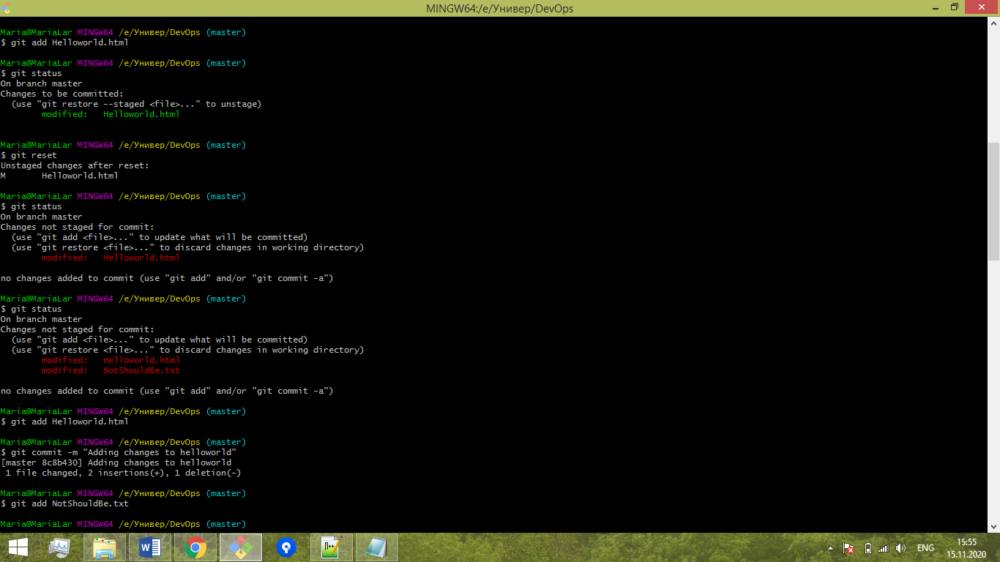 MINGW64:/e/Универ/DevOps
Maria@MariaLar MINGW64 /e/Универ/DevOps (master)
$ git add Helloworld.html
Maria@MariaLar MINGW64 /e/Универ/DevOps (master)
$ git status
On branch master
Changes to be committed:
  (use "git restore --staged <file>..." to unstage)
        modified:   Helloworld.html
Maria@MariaLar MINGW64 /e/Универ/DevOps (master)
$ git reset
Unstaged changes after reset:
M       Helloworld.html
Maria@MariaLar MINGW64 /e/Универ/DevOps (master)
$ git status
On branch master
Changes not staged for commit:
  (use "git add <file>..." to update what will be committed)
  (use "git restore <file>..." to discard changes in working directory)
        modified:   Helloworld.html
no changes added to commit (use "git add" and/or "git commit -a")
Maria@MariaLar MINGW64 /e/Универ/DevOps (master)
$ git status
On branch master
Changes not staged for commit:
  (use "git add <file>..." to update what will be committed)
  (use "git restore <file>..." to discard changes in working directory)
        modified:   Helloworld.html
        modified:   NotShouldBe.txt
no changes added to commit (use "git add" and/or "git commit -a")
Maria@MariaLar MINGW64 /e/Универ/DevOps (master)
$ git add Helloworld.html
Maria@MariaLar MINGW64 /e/Универ/DevOps (master)
$ git commit -m "Adding changes to helloworld"
[master 8c8b430] Adding changes to helloworld
 1 file changed, 2 insertions(+), 1 deletion(-)
Maria@MariaLar MINGW64 /e/Универ/DevOps (master)
$ git add NotShouldBe.txt
Maria@MariaLar MINGW64 /e/Универ/DevOps (master)
ENG
15:55
15.11.2020